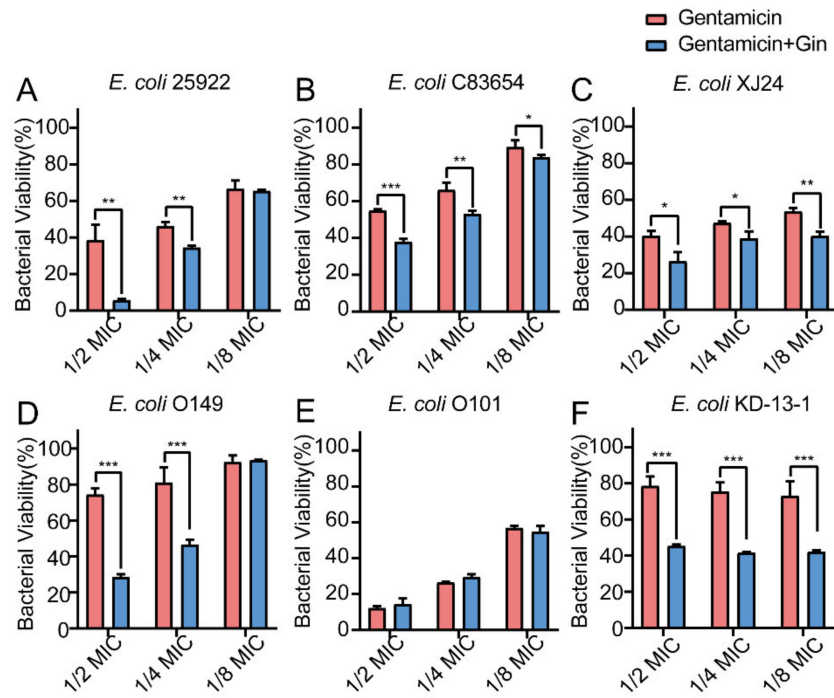 Gentamicin
Gentamicin+Gin
A
E. coli 25922
Bacterial Viability(%)
100
80
60
40
20
0
**
**
1/2 MIC
1/4 MIC
1/8 MIC
B
E. coli C83654
Bacterial Viability(%)
100
80
60
40
20
0
***
**
*
1/2 MIC
1/4 MIC
1/8 MIC
C
E. coli XJ24
Bacterial Viability(%)
100
80
60
40
20
0
*
*
**
1/2 MIC
1/4 MIC
1/8 MIC
D
E. coli O149
Bacterial Viability(%)
100
80
60
40
20
0
***
***
1/2 MIC
1/4 MIC
1/8 MIC
E
E. coli O101
Bacterial Viability(%)
100
80
60
40
20
0
1/2 MIC
1/4 MIC
1/8 MIC
F
E. coli KD-13-1
Bacterial Viability(%)
100
80
60
40
20
0
***
***
***
1/2 MIC
1/4 MIC
1/8 MIC